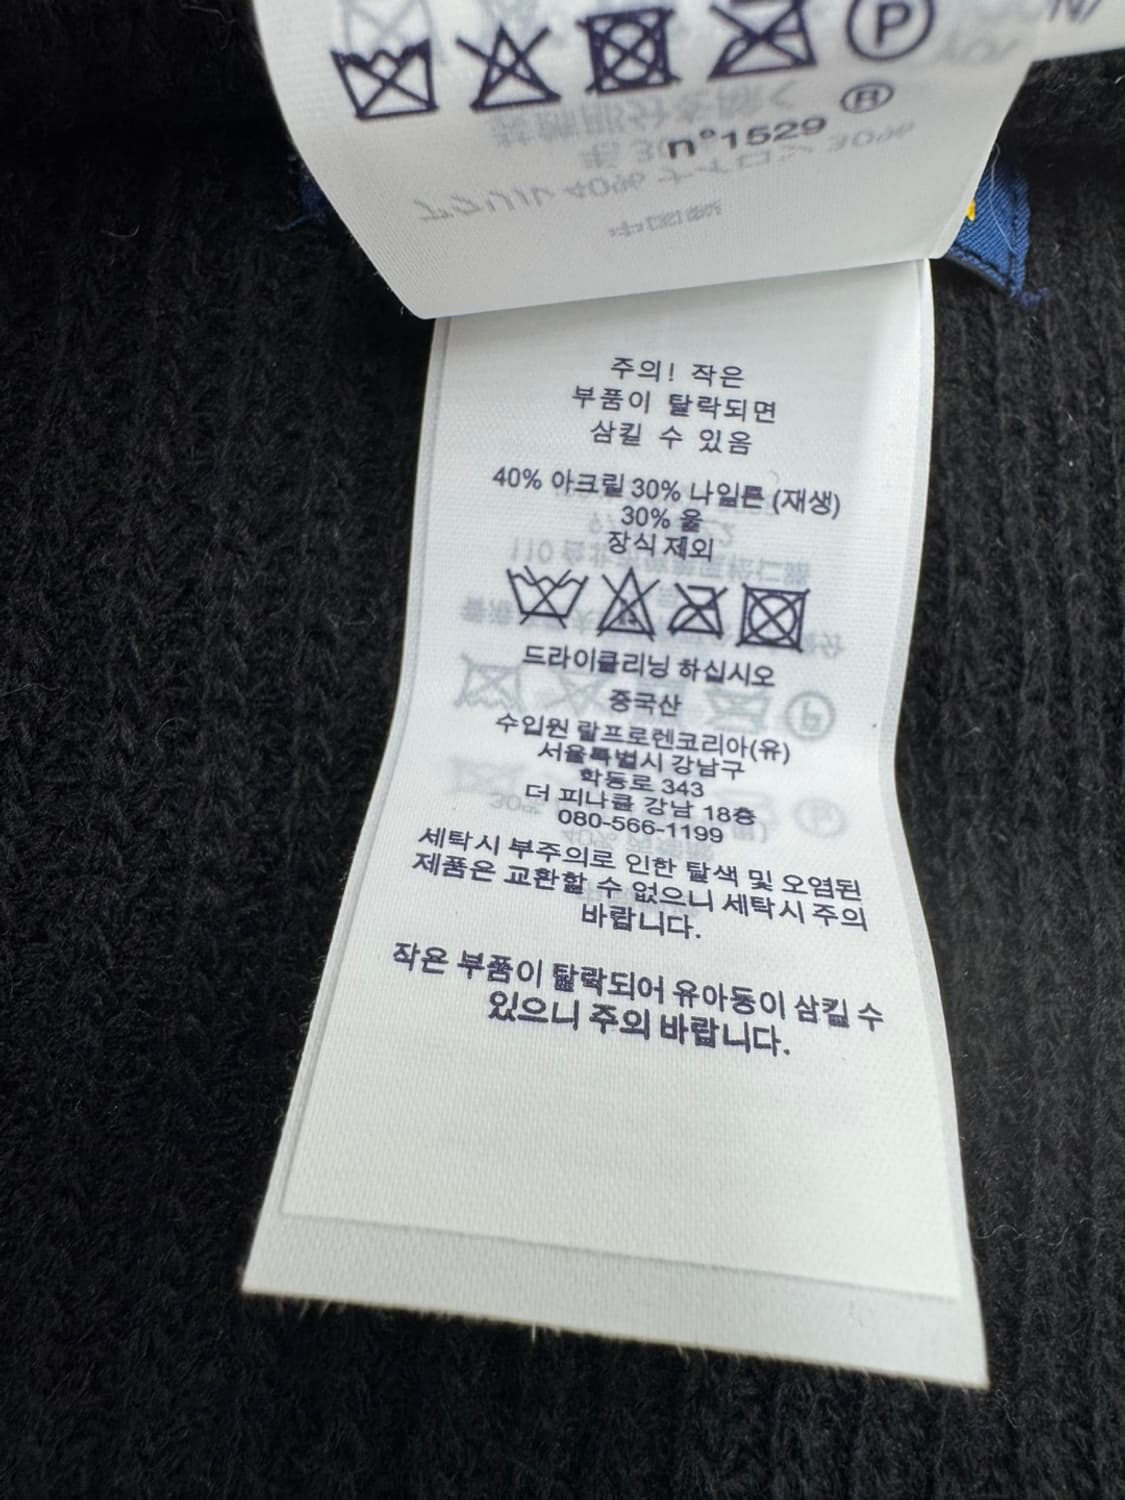 P
R
n°1529
주의! 작은
부품이 탈락되면
삼킬 수 있음
40% 아크릴 30% 나일론 (재생)
30% 울
장식 제외
드라이클리닝 하십시오
중국산
수입원 랄프로렌코리아(유)
서울특별시 강남구
학동로 343
더 피나클 강남 18층
080-566-1199
세탁시 부주의로 인한 탈색 및 오염된
제품은 교환할 수 없으니 세탁시 주의
바랍니다.
작은 부품이 탈락되어 유아동이 삼킬 수
있으니 주의 바랍니다.